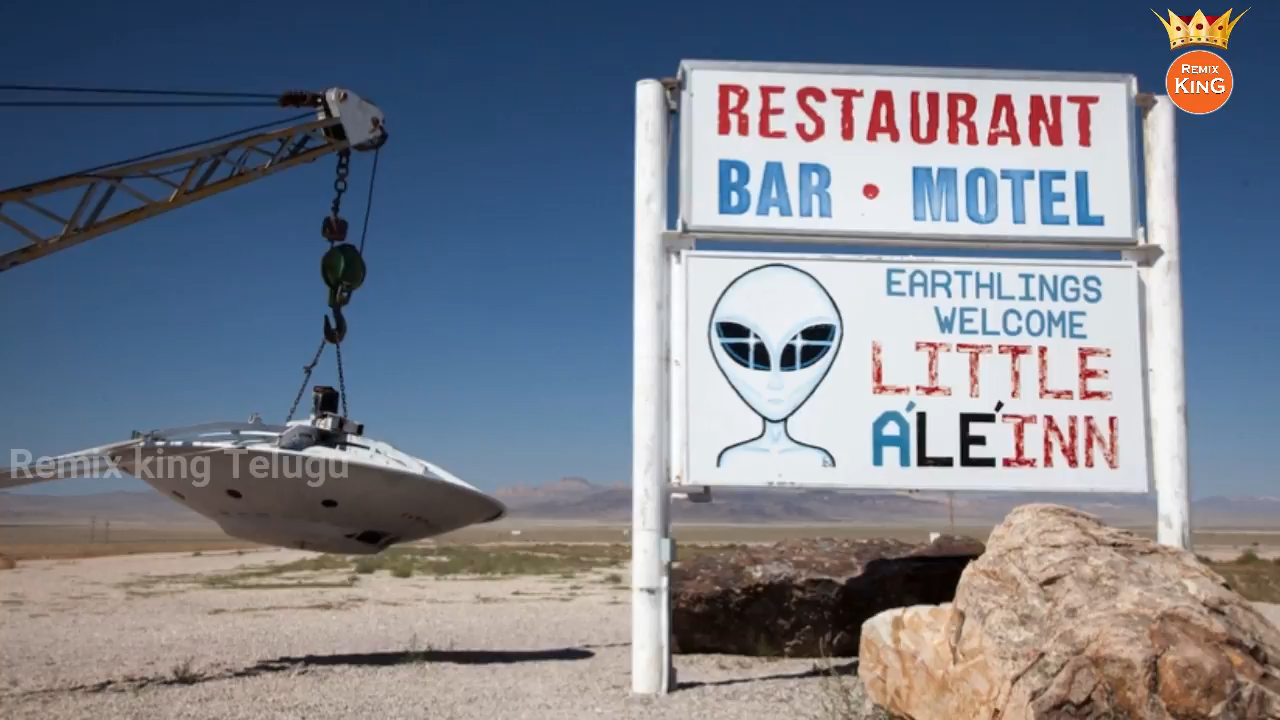 Remix
King
RESTAURANT
BAR • MOTEL
EARTHLINGS
WELCOME
LITTLE
A'LE'INN
Remix king Telugu